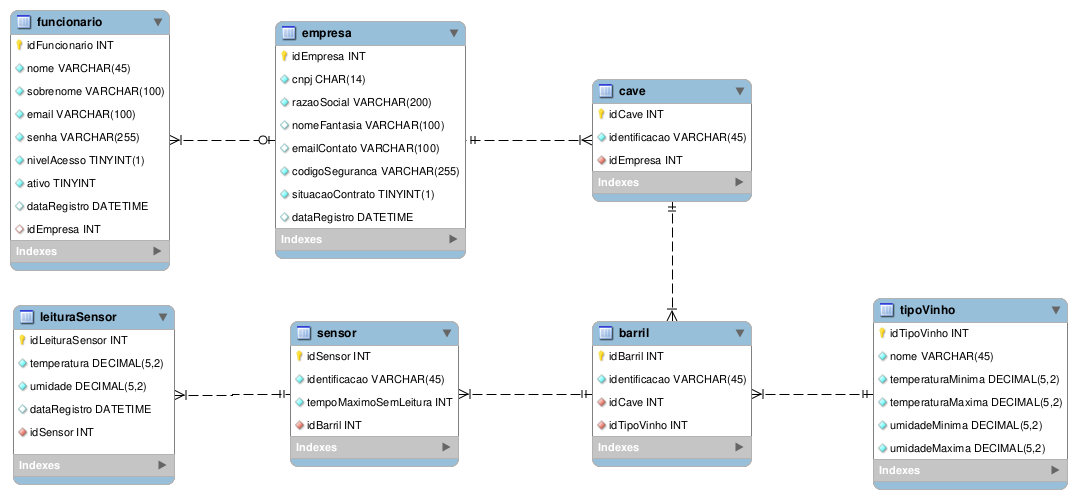 funcionario
idFuncionario INT
nome VARCHAR(45)
sobrenome VARCHAR(100)
email VARCHAR(100)
senha VARCHAR(255)
nivelAcesso TINYINT(1)
ativo TINYINT
dataRegistro DATETIME
idEmpresa INT
Indexes
empresa
idEmpresa INT
cnpj CHAR(14)
razaoSocial VARCHAR(200)
nomeFantasia VARCHAR(100)
emailContato VARCHAR(100)
codigoSeguranca VARCHAR(255)
situacaoContrato TINYINT(1)
dataRegistro DATETIME
Indexes
cave
idCave INT
identificacao VARCHAR(45)
idEmpresa INT
Indexes
leituraSensor
idLeituraSensor INT
temperatura DECIMAL(5,2)
umidade DECIMAL(5,2)
dataRegistro DATETIME
idSensor INT
Indexes
sensor
idSensor INT
identificacao VARCHAR(45)
tempoMaximoSemLeitura INT
idBarril INT
Indexes
barril
idBarril INT
identificacao VARCHAR(45)
idCave INT
idTipoVinho INT
Indexes
tipoVinho
idTipoVinho INT
nome VARCHAR(45)
temperaturaMinima DECIMAL(5,2)
temperaturaMaxima DECIMAL(5,2)
umidadeMinima DECIMAL(5,2)
umidadeMaxima DECIMAL(5,2)
Indexes